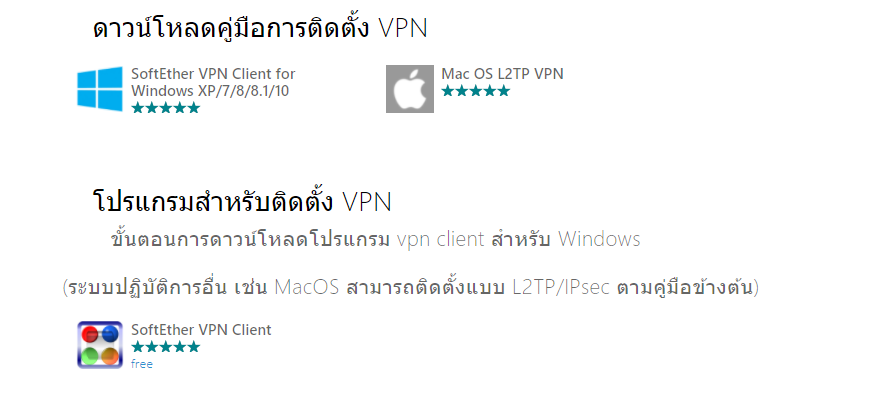 ดาวน์โหลดคู่มือการติดตั้ง VPN
SoftEther VPN Client for
Windows XP/7/8/8.1/10
Mac OS L2TP VPN
โปรแกรมสำหรับติดตั้ง VPN
ขั้นตอนการดาวน์โหลดโปรแกรม vpn client สำหรับ Windows
(ระบบปฏิบัติการอื่น เช่น MacOS สามารถติดตั้งแบบ L2TP/IPsec ตามคู่มือข้างต้น)
SoftEther VPN Client
free